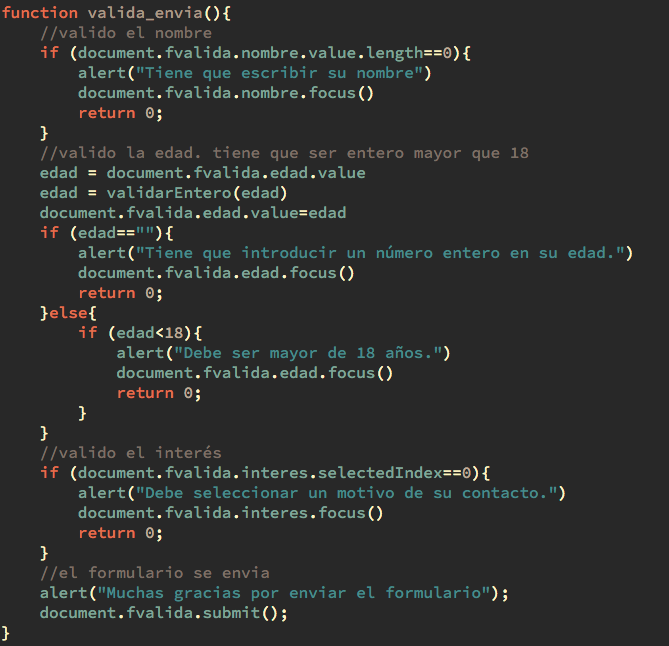 function valida_envia(){
    //valido el nombre
    if (document.fvalida.nombre.value.length==0){
        alert("Tiene que escribir su nombre")
        document.fvalida.nombre.focus()
        return 0;
    }
    //valido la edad. tiene que ser entero mayor que 18
    edad = document.fvalida.edad.value
    edad = validarEntero(edad)
    document.fvalida.edad.value=edad
    if (edad==""){
        alert("Tiene que introducir un número entero en su edad.")
        document.fvalida.edad.focus()
        return 0;
    }else{
        if (edad<18){
            alert("Debe ser mayor de 18 años.")
            document.fvalida.edad.focus()
            return 0;
        }
    }
    //valido el interés
    if (document.fvalida.interes.selectedIndex==0){
        alert("Debe seleccionar un motivo de su contacto.")
        document.fvalida.interes.focus()
        return 0;
    }
    //el formulario se envia
    alert("Muchas gracias por enviar el formulario");
    document.fvalida.submit();
}